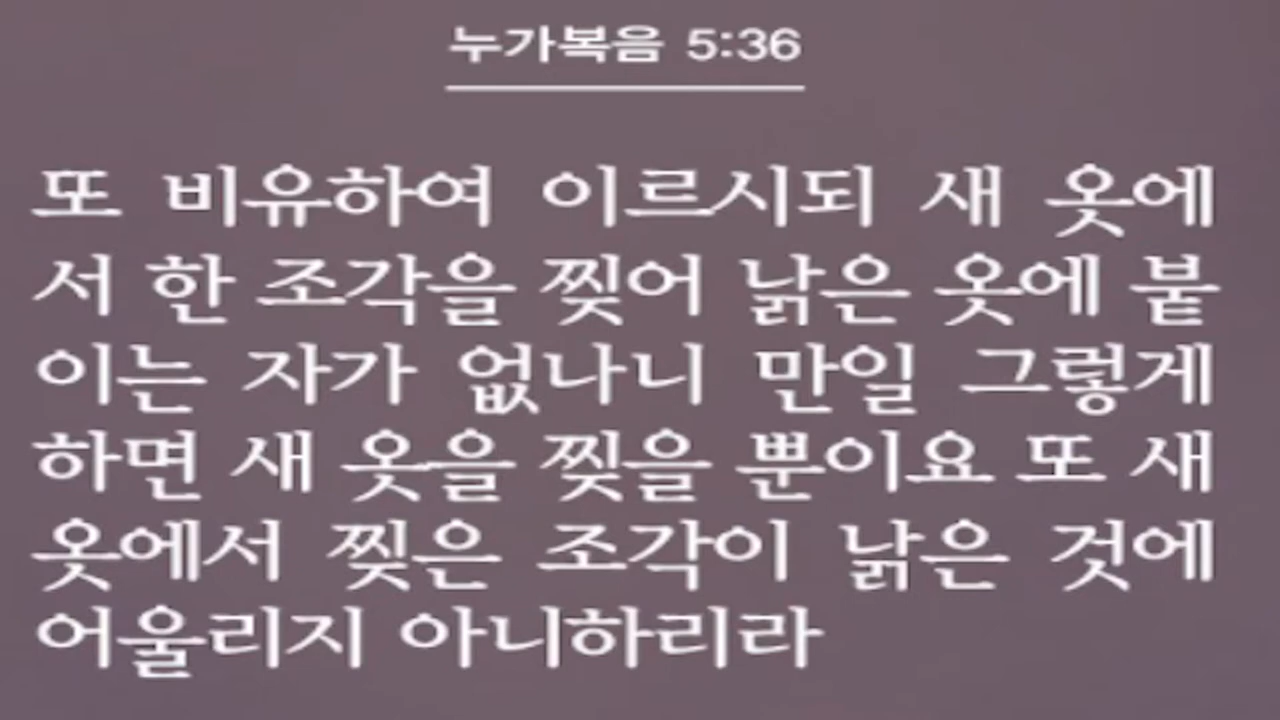 누가복음 5:36
또 비유하여 이르시되 새 옷에
서 한 조각을 찢어 낡은 옷에 붙
이는 자가 없나니 만일 그렇게
하면 새 옷을 찢을 뿐이요 또 새
옷에서 찢은 조각이 낡은 것에
어울리지 아니하리라